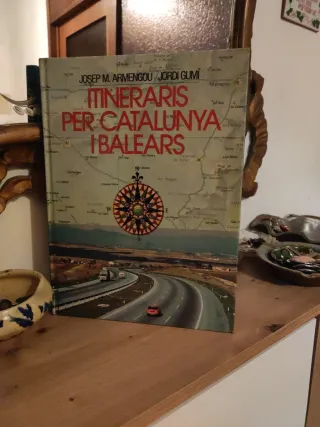 JOSEP M. ARMENGOU JORDI GUMÍ
ITINERARIS
PER CATALUNYA
I BALEARS